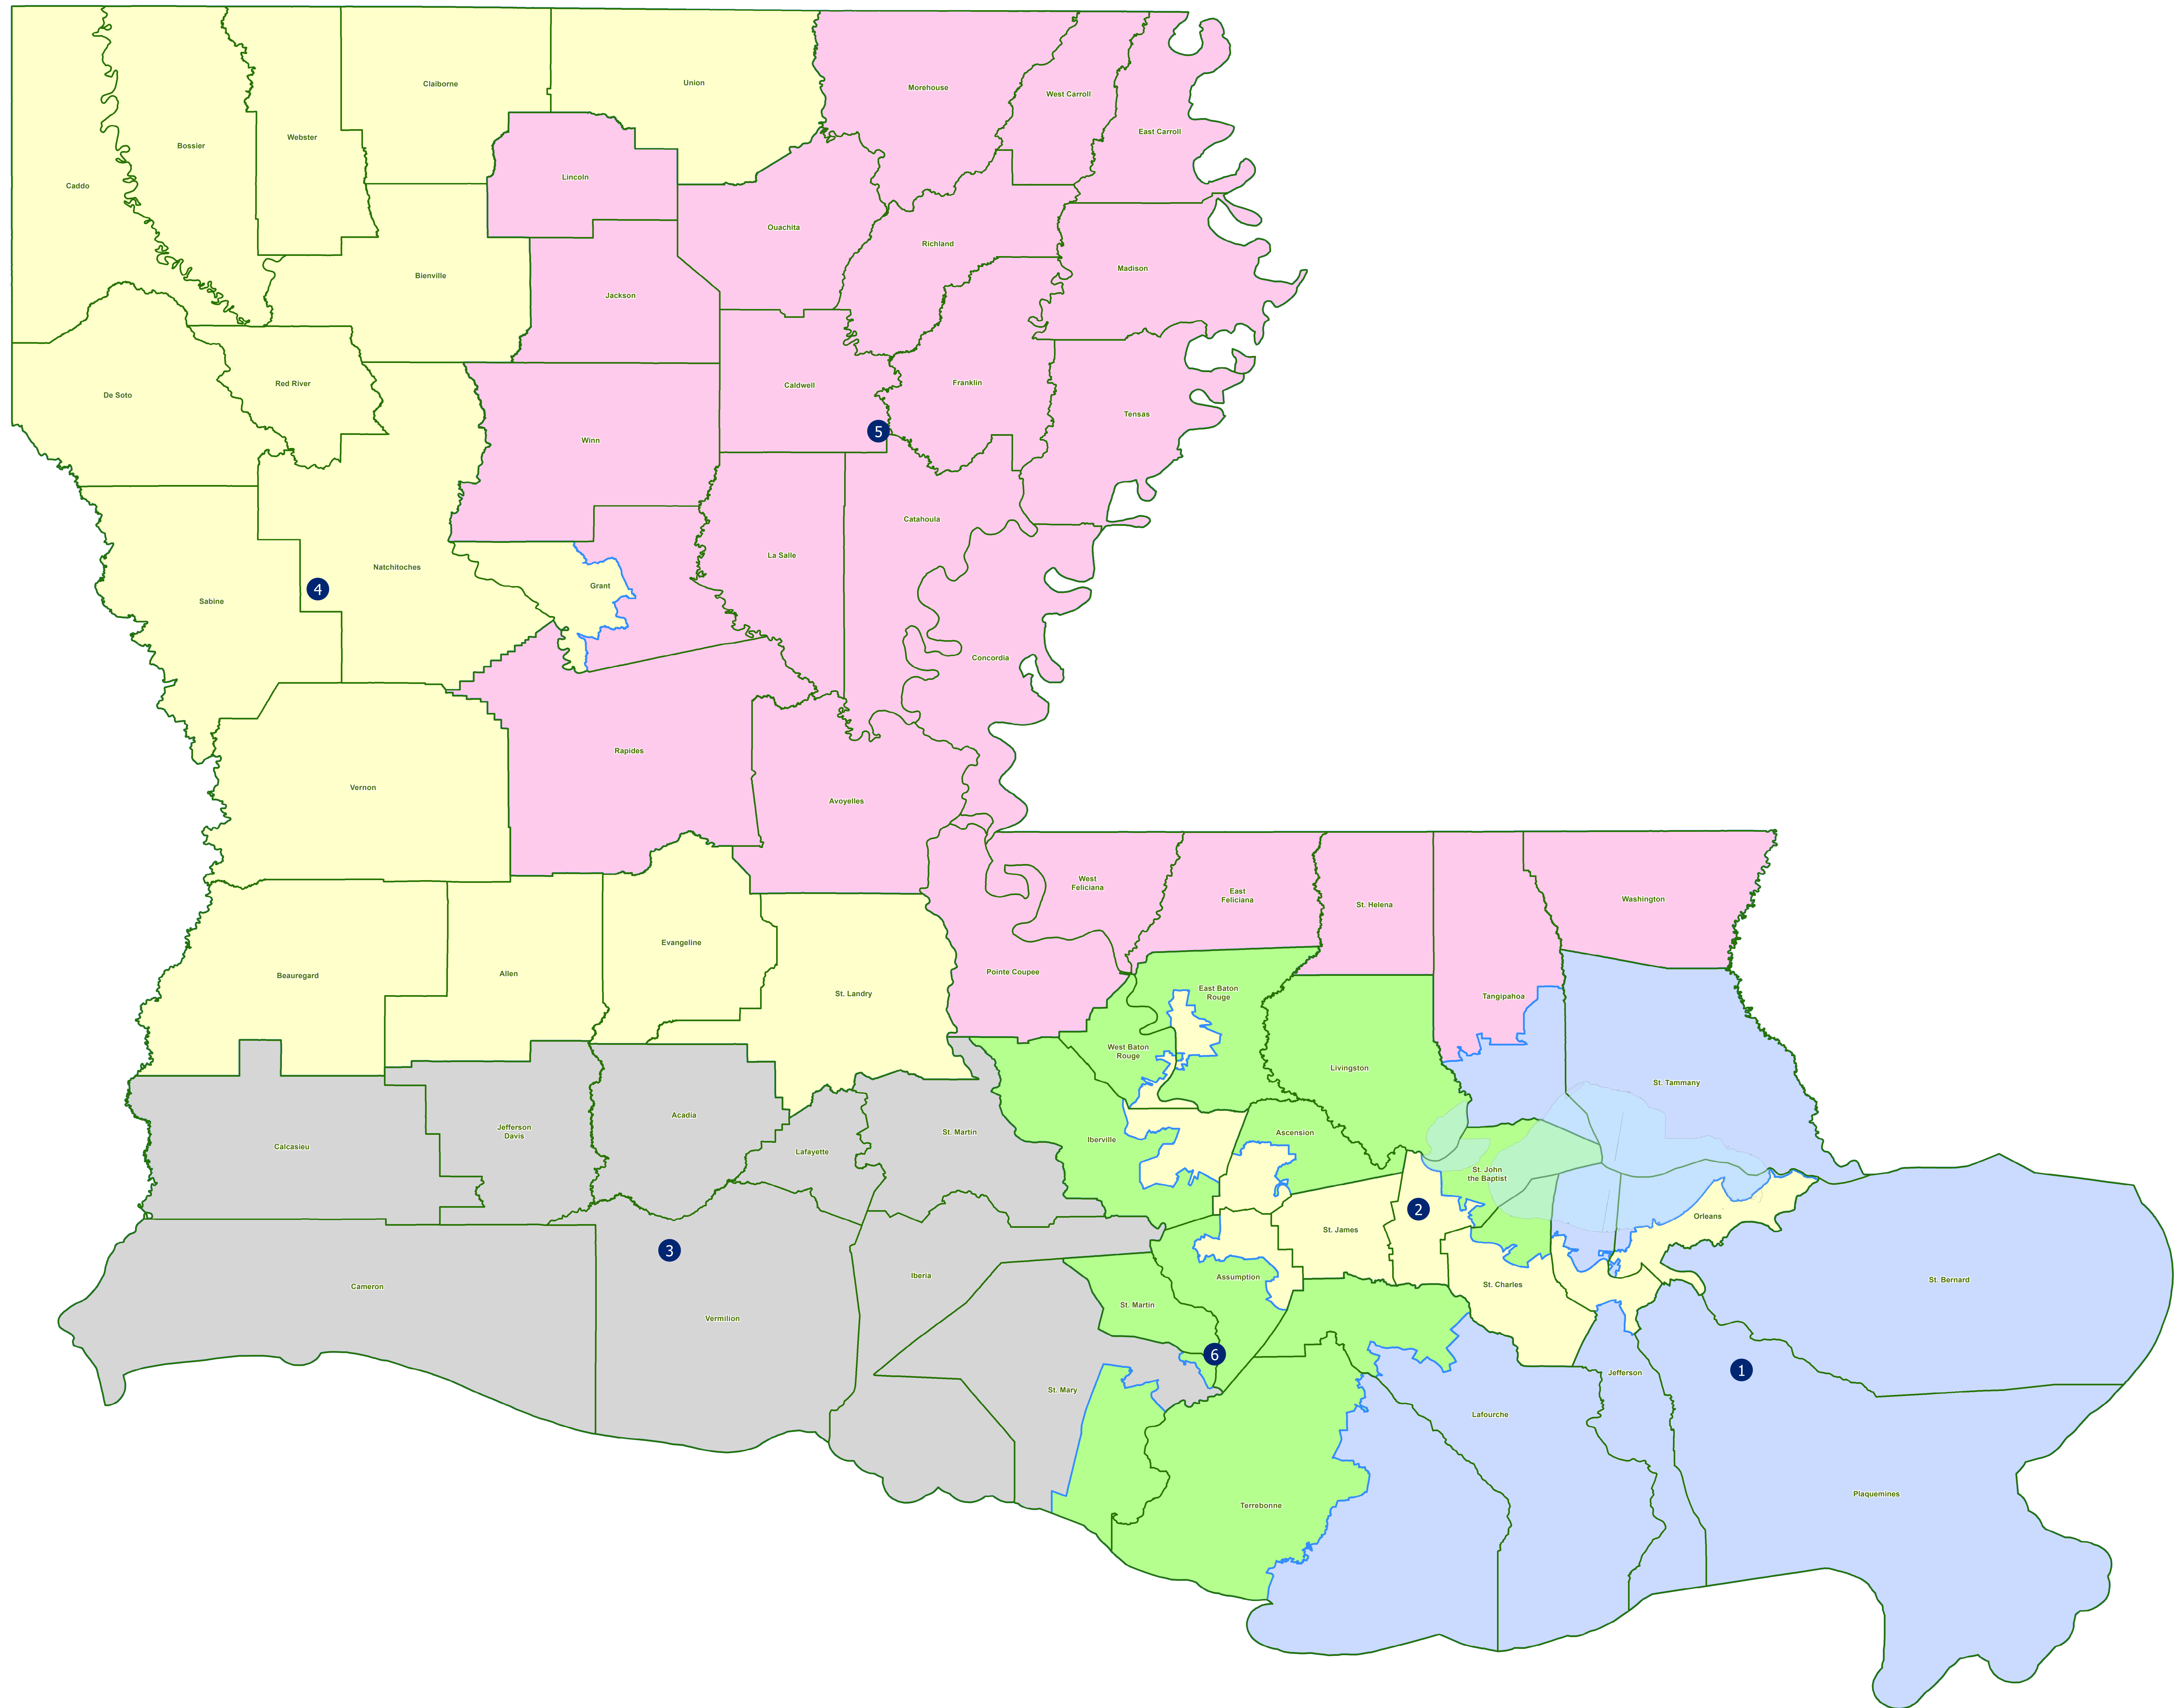 Claiborne
Union
Morehouse
West Carroll
East Carroll
Webster
Bossier
Caddo
Lincoln
Ouachita
Richland
Madison
Bienville
Jackson
Red River
De Soto
Caldwell
Franklin
Tensas
5
Winn
Catahoula
La Salle
Natchitoches
Grant
4
Sabine
Concordia
Rapides
Vernon
Avoyelles
West
Feliciana
East
Feliciana
St. Helena
Washington
Evangeline
Beauregard
Allen
Pointe Coupee
St. Landry
East Baton
Rouge
Tangipahoa
West Baton
Rouge
Livingston
St. Tammany
Acadia
Jefferson
Davis
Calcasieu
Lafayette
St. Martin
Iberville
Ascension
St. John
the Baptist
2
Orleans
St. James
3
Iberia
Assumption
St. Charles
St. Bernard
Cameron
Vermilion
St. Martin
6
1
Jefferson
St. Mary
Lafourche
Plaquemines
Terrebonne